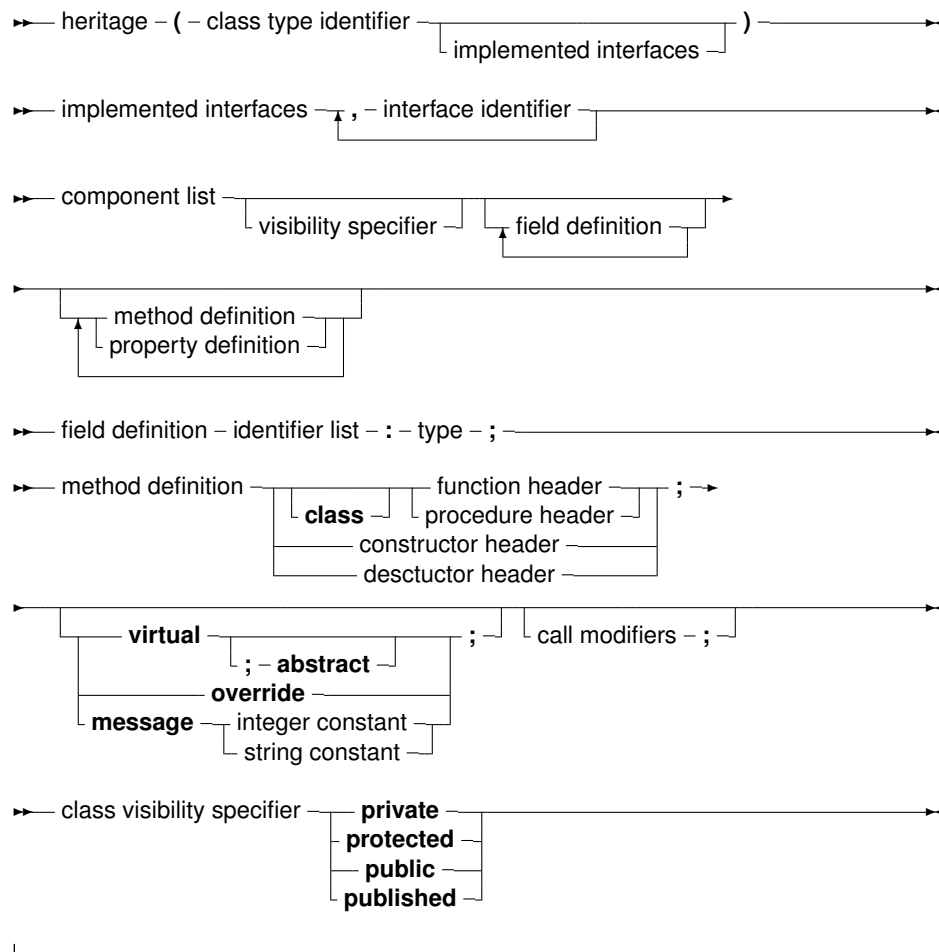 heritage ( class type identifier )
implemented interfaces
implemented interfaces , interface identifier
component list
visibility specifier field definition
method definition
property definition
field definition identifier list : type ;
method definition function header ;
class procedure header
constructor header
desctuctor header
virtual ; call modifiers ;
; abstract
override
message integer constant
string constant
class visibility specifier private
protected
public
published